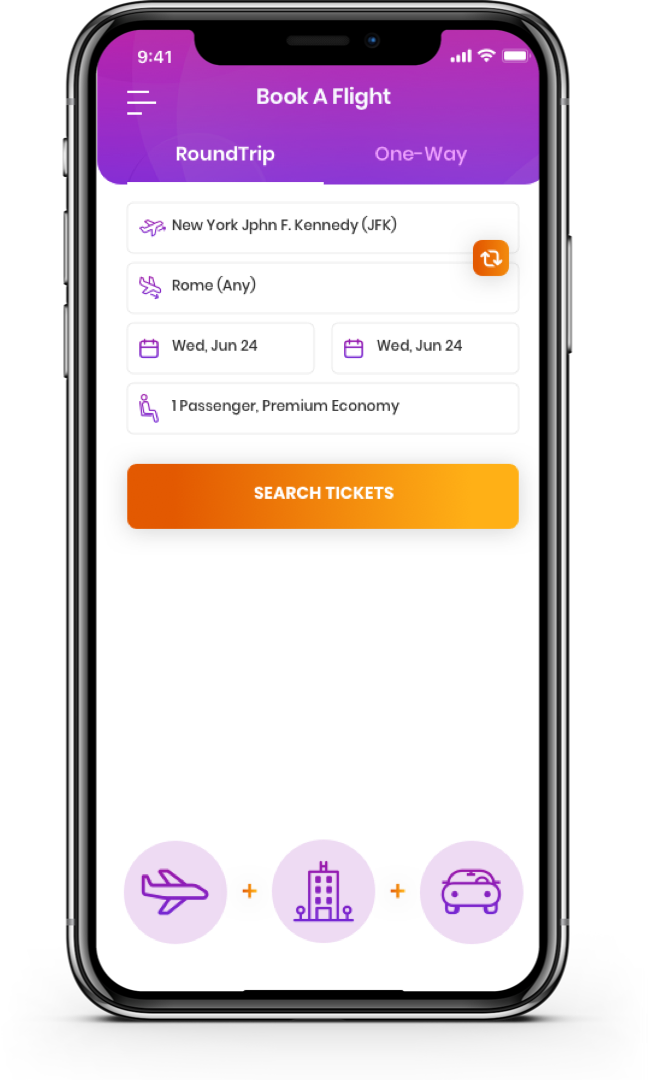 9:41
Book A Flight
RoundTrip One-Way
New York Jphn F. Kennedy (JFK)
Rome (Any)
Wed, Jun 24 Wed, Jun 24
1 Passenger, Premium Economy
SEARCH TICKETS
+ +
H